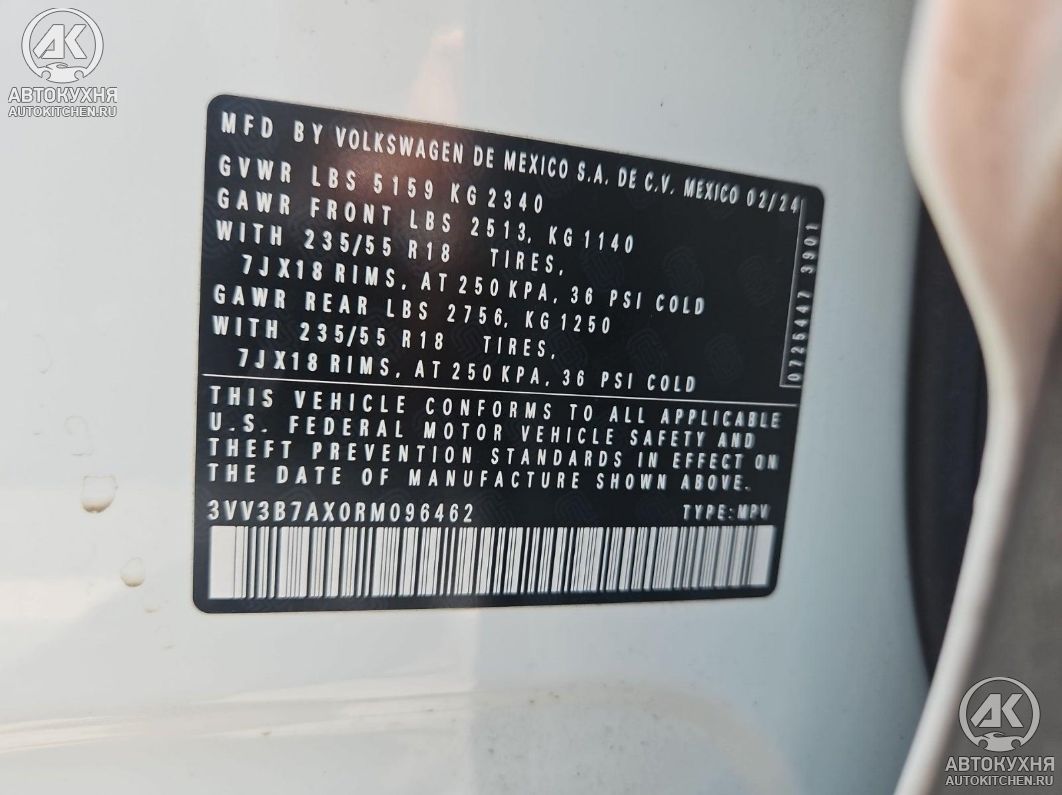 АК
АВТОКУХНЯ
AUTOKITCHEN.RU
MFD BY VOLKSWAGEN DE MEXICO S.A. DE C.V. MEXICO 02/24
GVWR LBS 5159 KG 2340
GAWR FRONT LBS 2513, KG 1140
WITH 235/55 R18 TIRES,
7JX18 RIMS, AT 250 KPA, 36 PSI COLD
GAWR REAR LBS 2756, KG 1250
WITH 235/55 R18 TIRES,
7JX18 RIMS, AT 250 KPA, 36 PSI COLD
0725447 3901
THIS VEHICLE CONFORMS TO ALL APPLICABLE
U.S. FEDERAL MOTOR VEHICLE SAFETY AND
THEFT PREVENTION STANDARDS IN EFFECT ON
THE DATE OF MANUFACTURE SHOWN ABOVE.
3VV3B7AX0RM096462 TYPE: MPV
АК
АВТОКУХНЯ
AUTOKITCHEN.RU